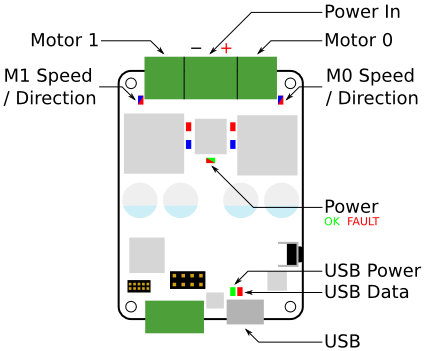 Power In
Motor 1
− +
Motor 0
M1 Speed
/ Direction
M0 Speed
/ Direction
Power
OK FAULT
USB Power
USB Data
USB